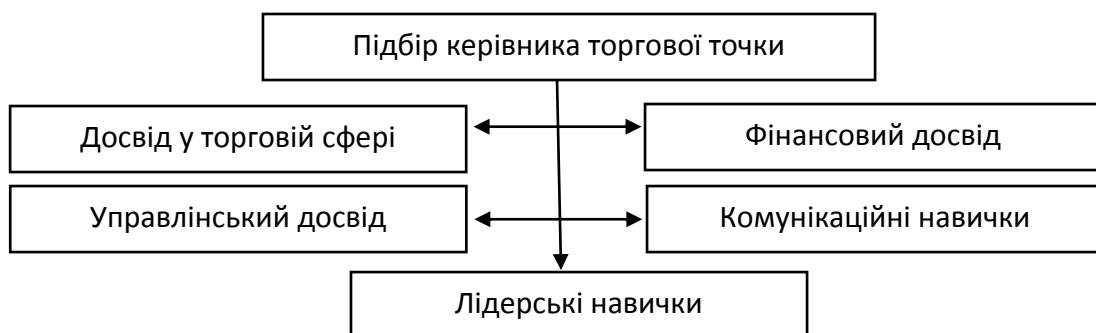 Підбір керівника торгової точки
Досвід у торговій сфері
Фінансовий досвід
Управлінський досвід
Комунікаційні навички
Лідерські навички